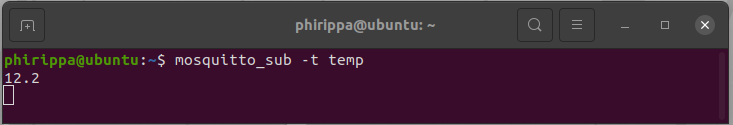 phirippa@ubuntu: ~
phirippa@ubuntu:~$ mosquitto_sub -t temp
12.2